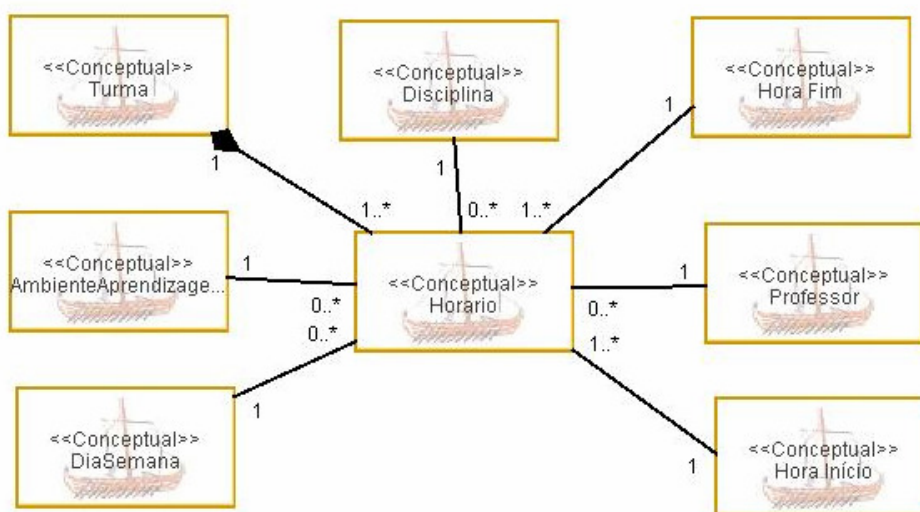 <<Conceptual>>
Turma
<<Conceptual>>
Disciplina
<<Conceptual>>
Hora Fim
1
1
1
1..*
0..*
1..*
<<Conceptual>>
AmbienteAprendizage...
1
0..*
<<Conceptual>>
Horario
1
0..*
<<Conceptual>>
Professor
0..*
1
1..*
1
<<Conceptual>>
DiaSemana
<<Conceptual>>
Hora Início